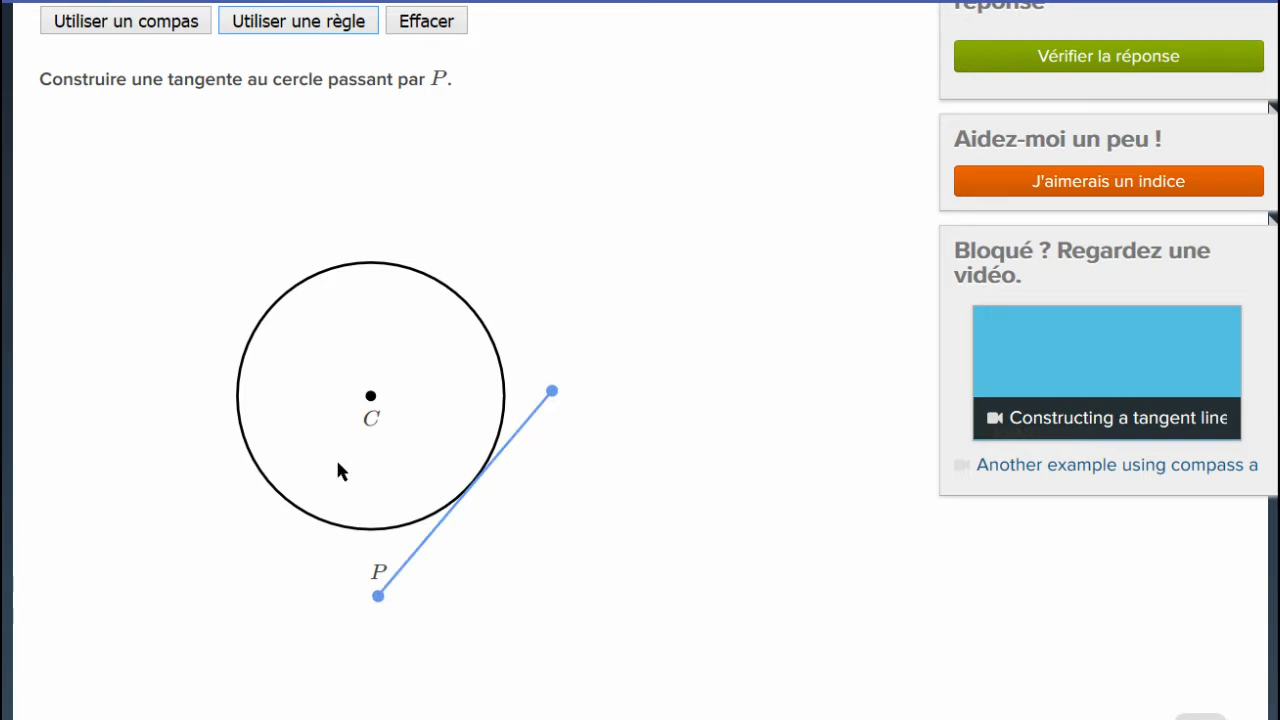 réponse
Utiliser un compas
Utiliser une règle
Effacer
Vérifier la réponse
Construire une tangente au cercle passant par P.
Aidez-moi un peu !
J'aimerais un indice
Bloqué ? Regardez une
vidéo.
Constructing a tangent line
Another example using compass a
C
P